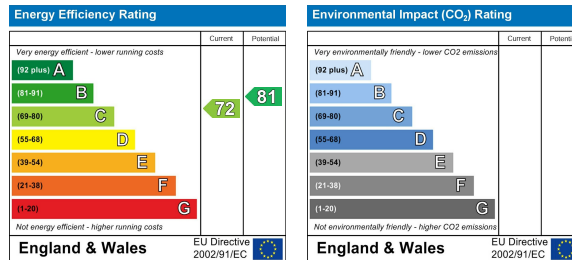 Energy Efficiency Rating
Current Potential
Very energy efficient - lower running costs
(92 plus) A
(81-91) B
(69-80) C
(55-68) D
(39-54) E
(21-38) F
(1-20) G
72
81
Not energy efficient - higher running costs
England & Wales
EU Directive
2002/91/EC
Environmental Impact (CO₂) Rating
Current Potential
Very environmentally friendly - lower CO2 emissions
(92 plus) A
(81-91) B
(69-80) C
(55-68) D
(39-54) E
(21-38) F
(1-20) G
Not environmentally friendly - higher CO2 emissions
England & Wales
EU Directive
2002/91/EC